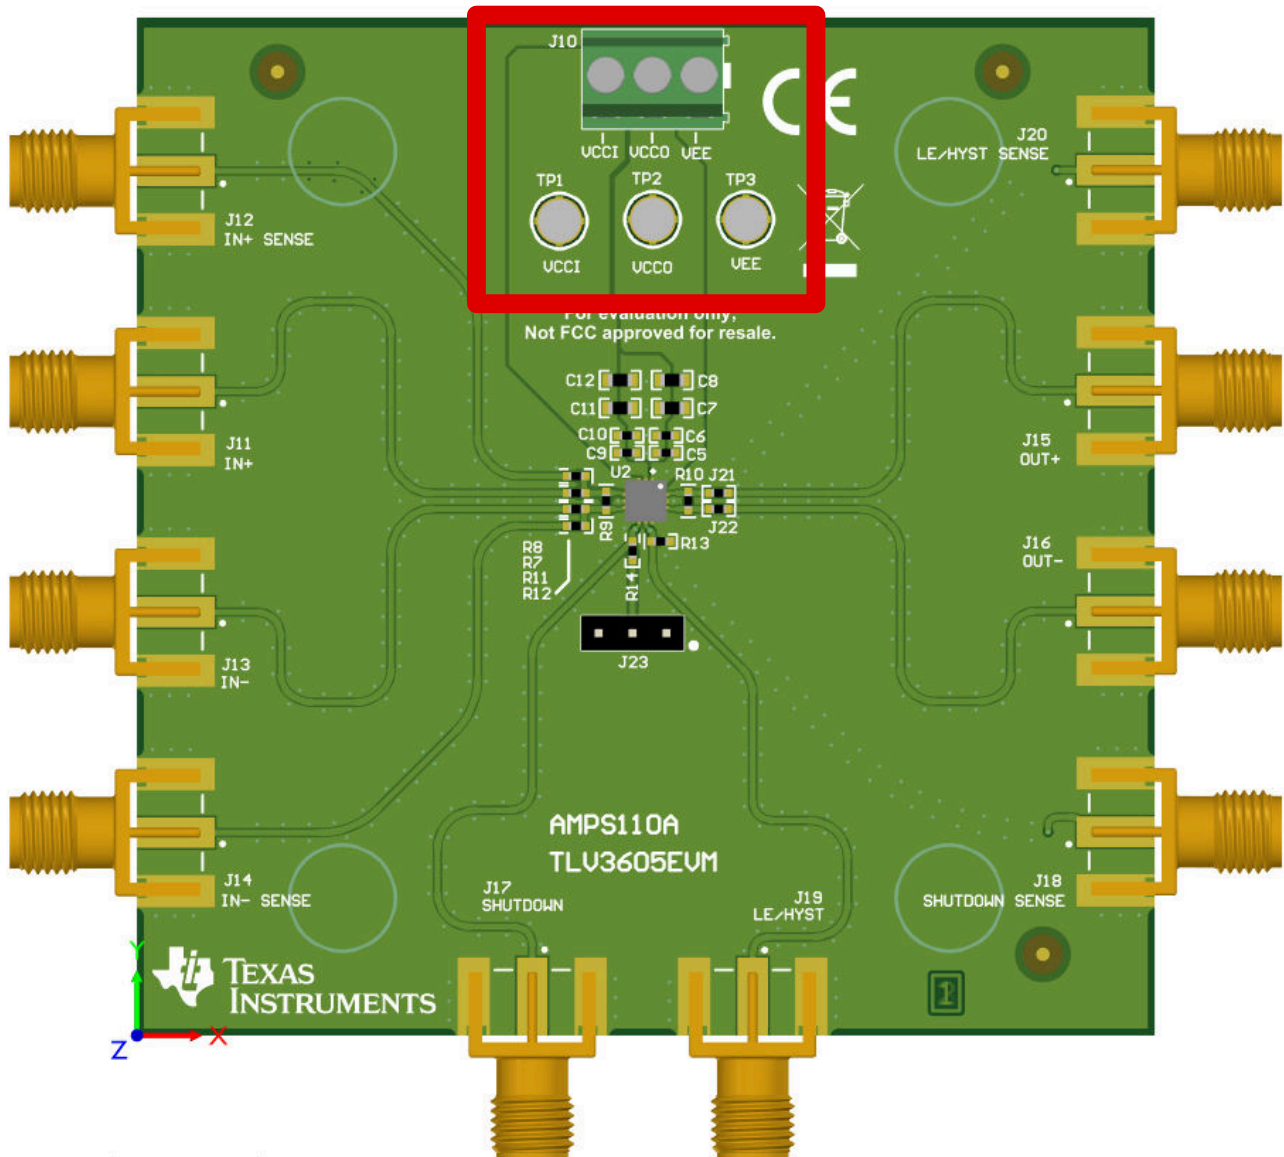 J10
VCCI VCCO VEE
TP1 TP2 TP3
VCCI VCCO VEE
CE
J20
LE/HYST SENSE
J12
IN+ SENSE
For evaluation only;
Not FCC approved for resale.
C12 C8
C11 C7
C10 C6
C9 C5
J11
IN+
J15
OUT+
U2 R10 J21
R9 J22
R13
R8
R7
R11
R12
R14
J16
OUT-
J23
J13
IN-
AMPS110A
TLV3605EVM
J14
IN- SENSE
J17
SHUTDOWN
J19
LE/HYST
J18
SHUTDOWN SENSE
TEXAS
INSTRUMENTS
Y
X
Z